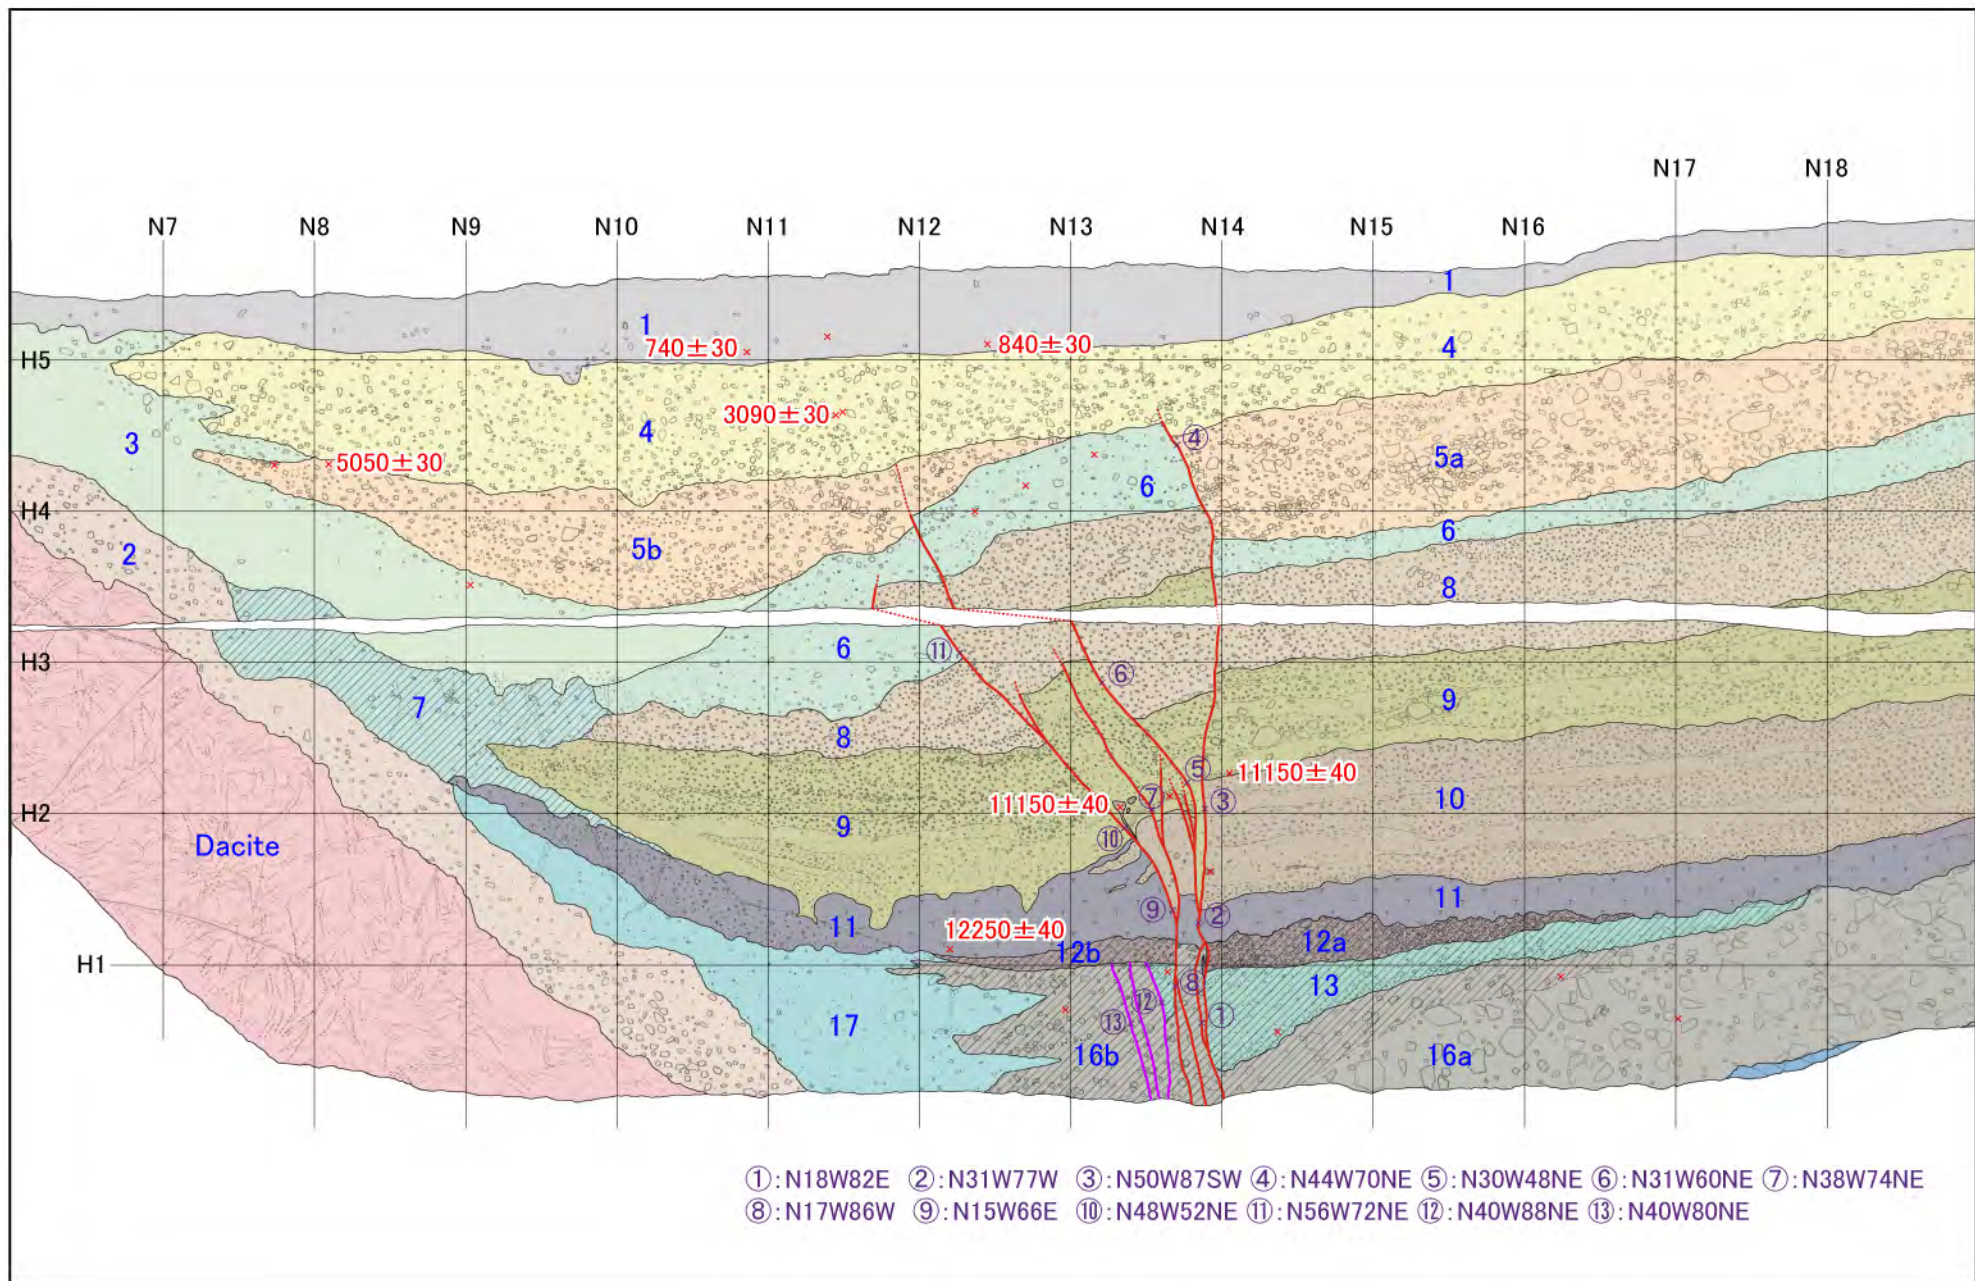 N17 N18
N7 N8 N9 N10 N11 N12 N13 N14 N15 N16
1
1
740±30 840±30
H5 4
3090±30
3 4 ④
5050±30 5a
6
H4
2 5b 6
8
6 ⑪
H3 ⑥
7 9
8
⑤ 11150±40
11150±40 ⑦ ③ 10
H2 9
Dacite ⑩
11
⑨ ②
11 12250±40
12b 12a
H1
⑧ 13
⑫
17 ⑬ ①
16b 16a
①:N18W82E ②:N31W77W ③:N50W87SW ④:N44W70NE ⑤:N30W48NE ⑥:N31W60NE ⑦:N38W74NE
⑧:N17W86W ⑨:N15W66E ⑩:N48W52NE ⑪:N56W72NE ⑫:N40W88NE ⑬:N40W80NE